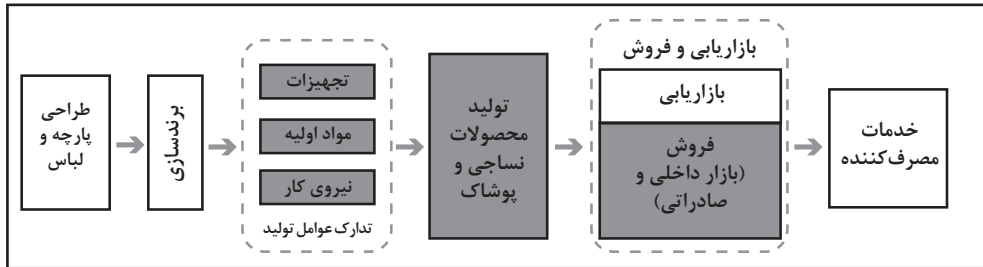 طراحی
پارچه و
لباس
برندسازی
تجهیزات
مواد اولیه
نیروی کار
تدارک عوامل تولید
تولید
محصولات
نساجی و
پوشاک
بازاریابی و فروش
بازاریابی
فروش
(بازار داخلی و
صادراتی)
خدمات
مصرف‌کننده